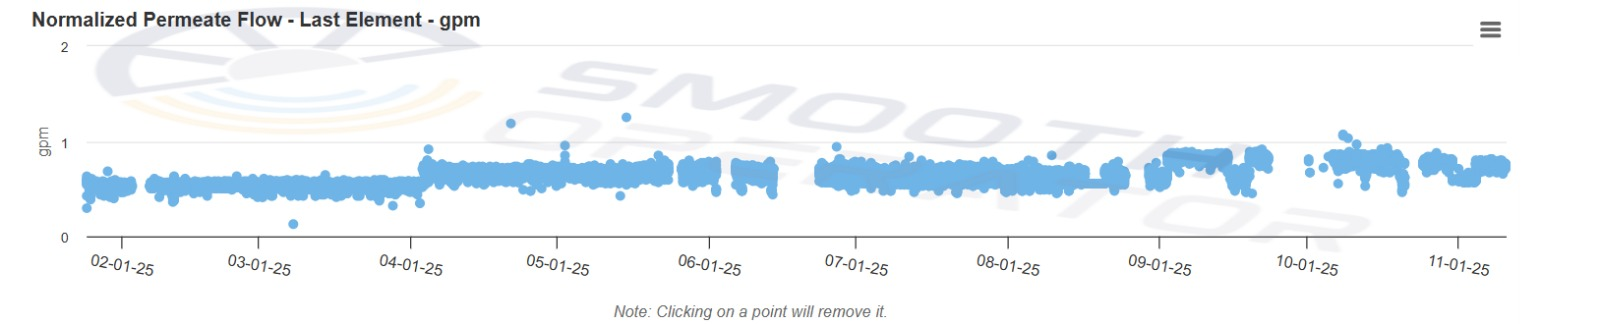 Normalized Permeate Flow - Last Element - gpm
SMOOTH
OPERATOR
gpm
2
1
0
02-01-25 03-01-25 04-01-25 05-01-25 06-01-25 07-01-25 08-01-25 09-01-25 10-01-25 11-01-25
Note: Clicking on a point will remove it.